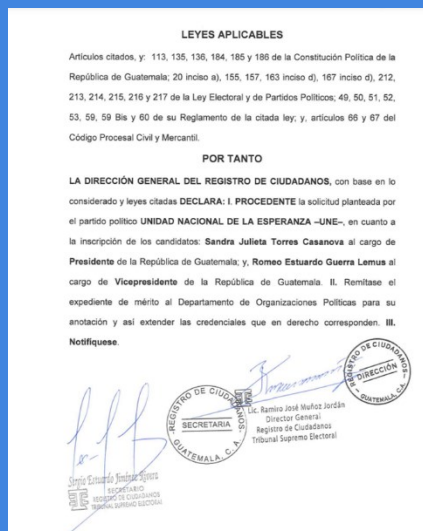 LEYES APLICABLES
Artículos citados, y: 113, 135, 136, 184, 185 y 186 de la Constitución Política de la
República de Guatemala; 20 inciso a), 155, 157, 163 inciso d), 167 inciso d), 212,
213, 214, 215, 216 y 217 de la Ley Electoral y de Partidos Políticos; 49, 50, 51, 52,
53, 59, 59 Bis y 60 de su Reglamento de la citada ley; y, artículos 66 y 67 del
Código Procesal Civil y Mercantil.
POR TANTO
LA DIRECCIÓN GENERAL DEL REGISTRO DE CIUDADANOS, con base en lo
considerado y leyes citadas DECLARA: I. PROCEDENTE la solicitud planteada por
el partido político UNIDAD NACIONAL DE LA ESPERANZA –UNE–, en cuanto a
la inscripción de los candidatos: Sandra Julieta Torres Casanova al cargo de
Presidente de la República de Guatemala; y, Romeo Estuardo Guerra Lemus al
cargo de Vicepresidente de la República de Guatemala. II. Remítase el
expediente de mérito al Departamento de Organizaciones Políticas para su
anotación y así extender las credenciales que en derecho corresponden. III.
Notifíquese.
REGISTRO DE CIUDADANOS
DIRECCIÓN
GUATEMALA, C. A.
REGISTRO DE CIUDADANOS
SECRETARIA
GUATEMALA, C. A.
Lic. Ramiro José Muñoz Jordán
Director General
Registro de Ciudadanos
Tribunal Supremo Electoral
Sergio Estuardo Jiménez Rivera
SECRETARIO
REGISTRO DE CIUDADANOS
TRIBUNAL SUPREMO ELECTORAL